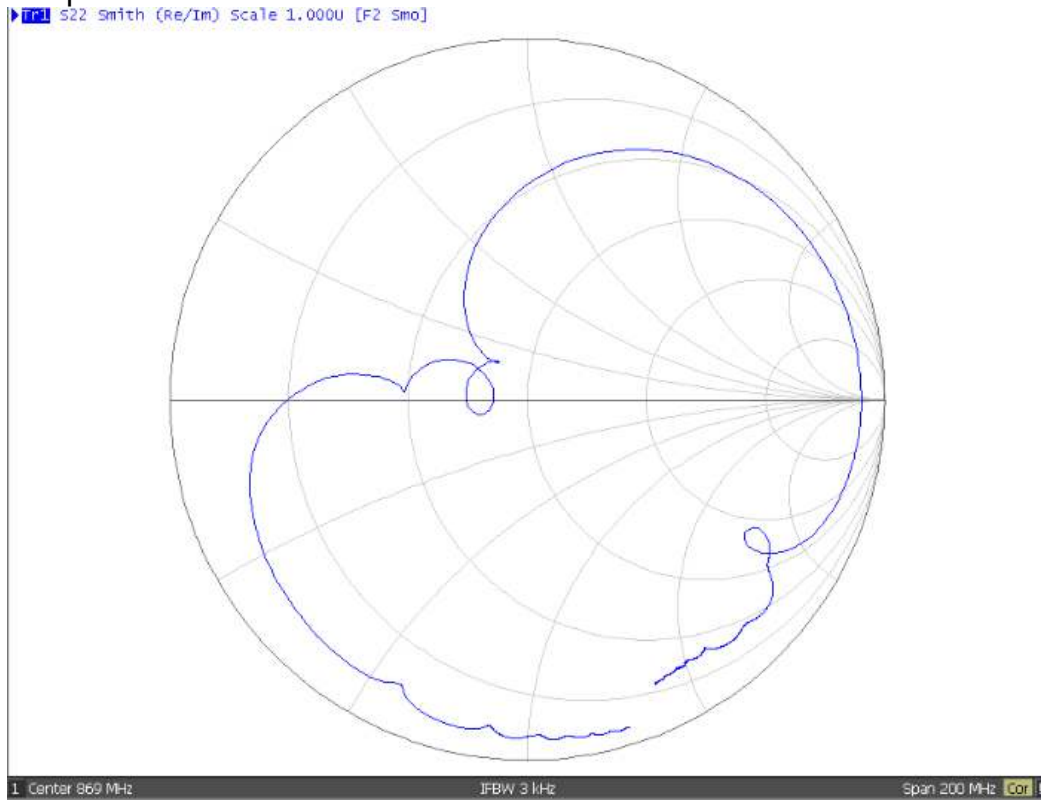 Tr1 S22 Smith (Re/Im) Scale 1.000U [F2 Smo]
1 Center 869 MHz IFBW 3 kHz Span 200 MHz Cor